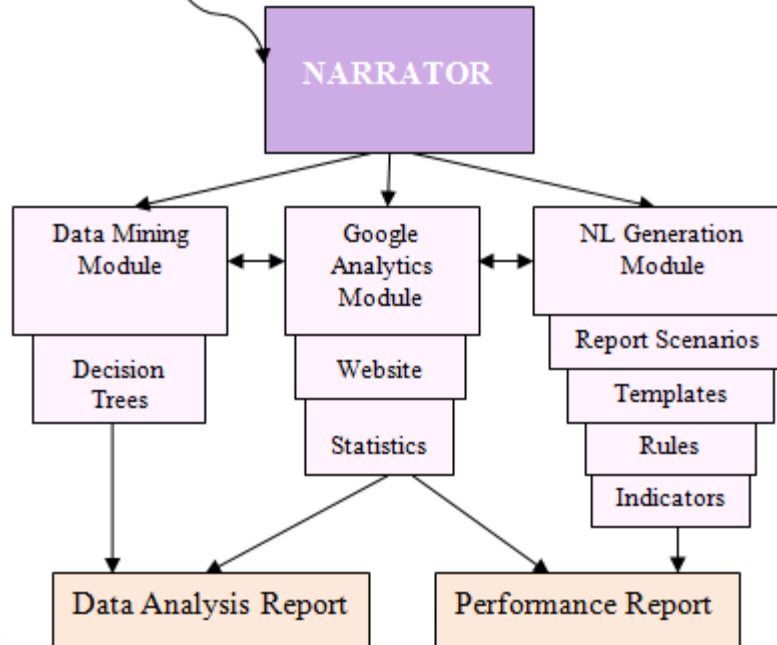 NARRATOR
Data Mining
Module
Google
Analytics
Module
NL Generation
Module
Decision
Trees
Website
Statistics
Report Scenarios
Templates
Rules
Indicators
Data Analysis Report
Performance Report